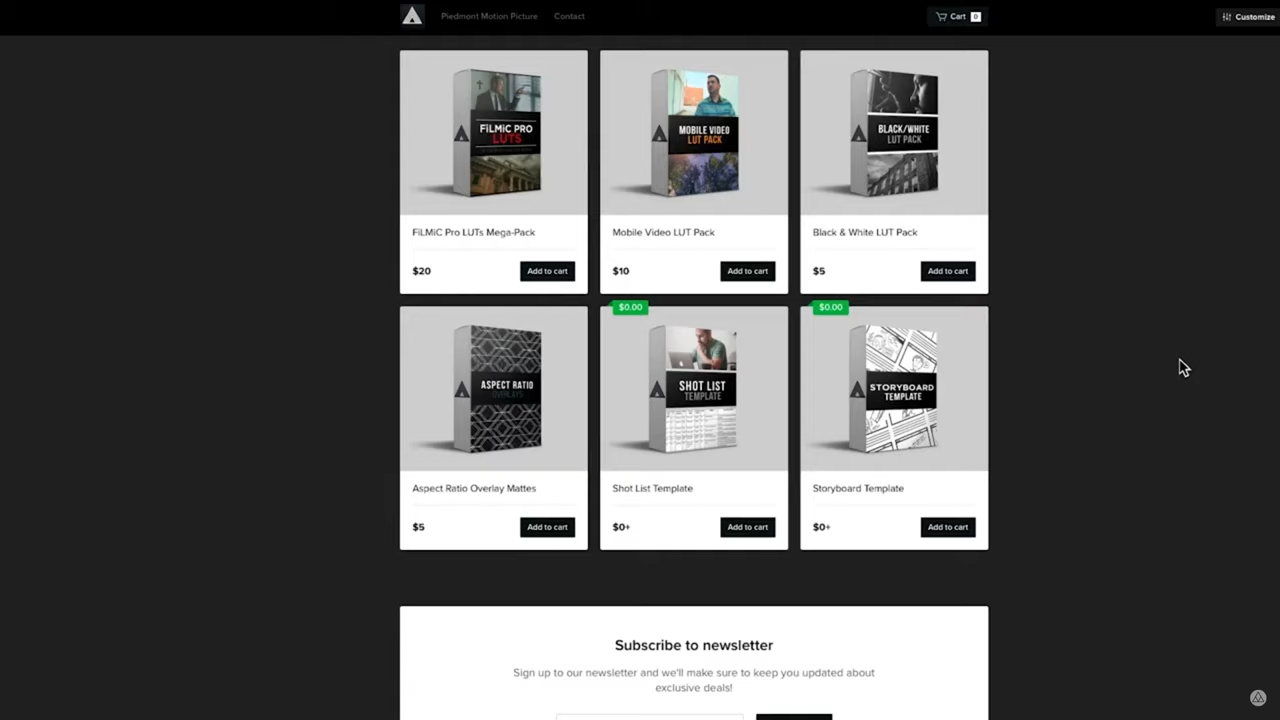 Piedmont Motion Picture
Contact
Cart 0
Customize
FiLMiC PRO
LUTS
MOBILE VIDEO
LUT PACK
BLACK/WHITE
LUT PACK
FiLMiC Pro LUTs Mega-Pack
Mobile Video LUT Pack
Black & White LUT Pack
$20
Add to cart
$10
Add to cart
$5
Add to cart
$0.00
$0.00
ASPECT RATIO
OVERLAYS
SHOT LIST
TEMPLATE
STORYBOARD
TEMPLATE
Aspect Ratio Overlay Mattes
Shot List Template
Storyboard Template
$5
Add to cart
$0+
Add to cart
$0+
Add to cart
Subscribe to newsletter
Sign up to our newsletter and we'll make sure to keep you updated about
exclusive deals!